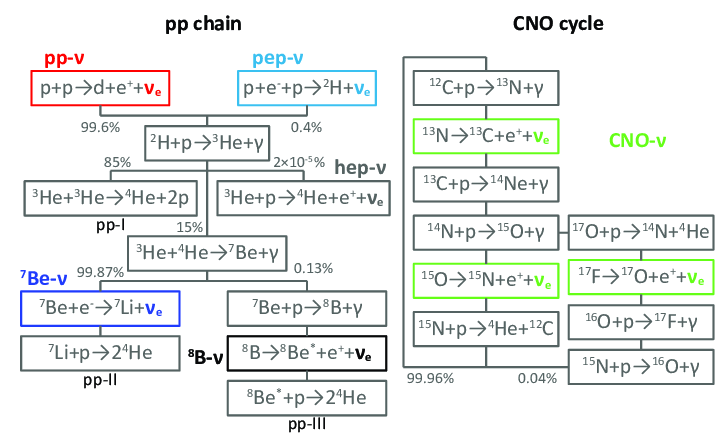 pp chain
pp-ν
pep-ν
p+p→d+e⁺+νₑ
p+e⁻+p→²H+νₑ
99.6%
0.4%
²H+p→³He+γ
85%
2×10⁻⁵%
hep-ν
³He+³He→⁴He+2p
³He+p→⁴He+e⁺+νₑ
pp-I
15%
³He+⁴He→⁷Be+γ
⁷Be-ν
99.87%
0.13%
⁷Be+e⁻→⁷Li+νₑ
⁷Be+p→⁸B+γ
⁷Li+p→2⁴He
⁸B-ν
⁸B→⁸Be*+e⁺+νₑ
pp-II
⁸Be*+p→2⁴He
pp-III
CNO cycle
¹²C+p→¹³N+γ
¹³N→¹³C+e⁺+νₑ
CNO-ν
¹³C+p→¹⁴Ne+γ
¹⁴N+p→¹⁵O+γ
¹⁷O+p→¹⁴N+⁴He
¹⁵O→¹⁵N+e⁺+νₑ
¹⁷F→¹⁷O+e⁺+νₑ
¹⁵N+p→⁴He+¹²C
¹⁶O+p→¹⁷F+γ
99.96%
0.04%
¹⁵N+p→¹⁶O+γ